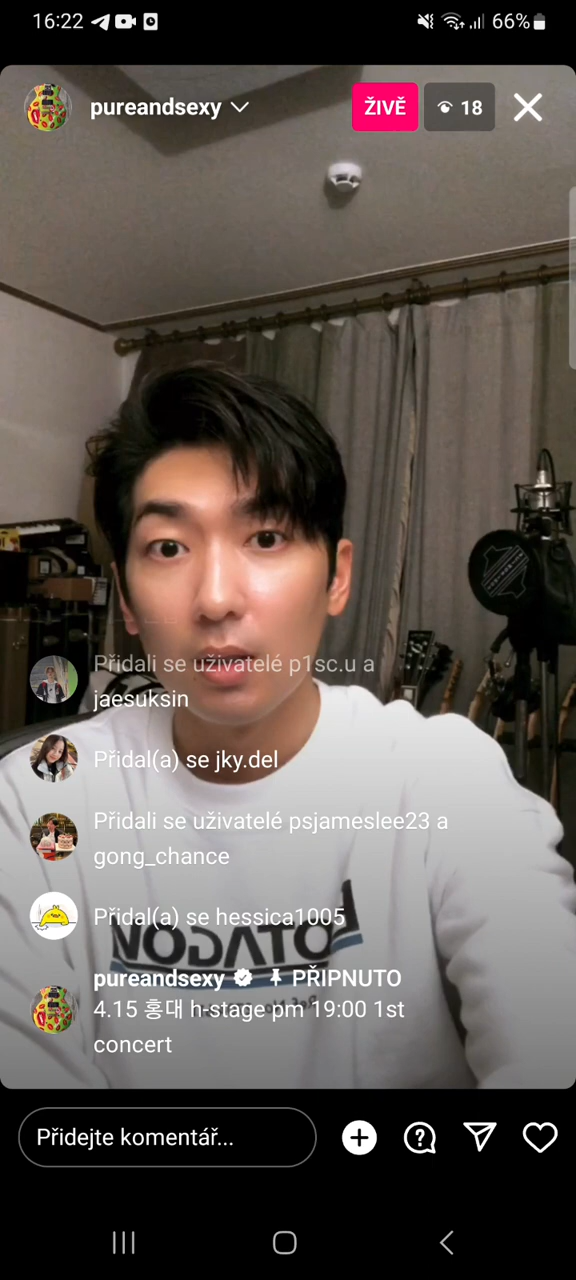 16:22
66%
pureandsexy
ŽIVĚ
18
Přidali se uživatelé p1sc.u a
jaesuksin
Přidal(a) se jky.del
Přidali se uživatelé psjameslee23 a
gong_chance
Přidal(a) se hessica1005
pureandsexy PŘIPNUTO
4.15 홍대 h-stage pm 19:00 1st
concert
Přidejte komentář...